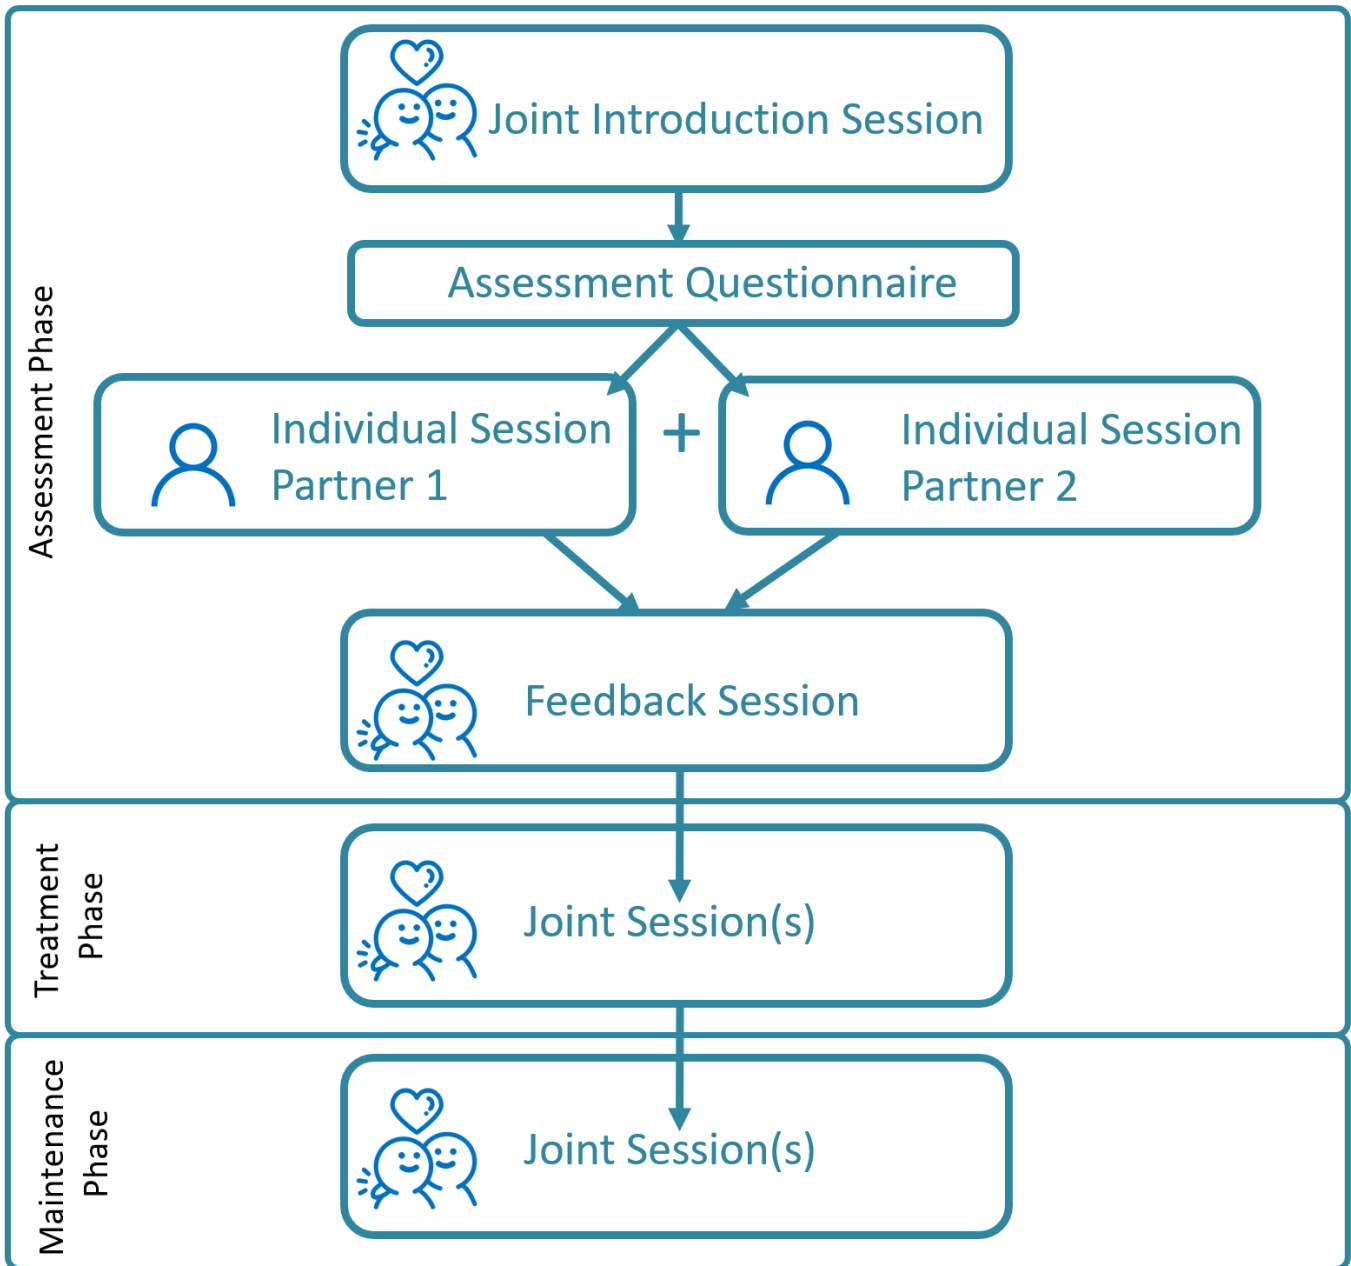 Joint Introduction Session
Assessment Questionnaire
Assessment Phase
Individual Session
Partner 1
+
Individual Session
Partner 2
Feedback Session
Treatment
Phase
Joint Session(s)
Maintenance
Phase
Joint Session(s)